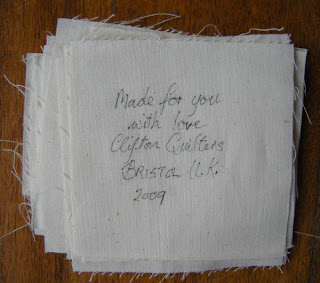 Made for you
with love
Clifton Quilters
BRISTOL U.K.
2009